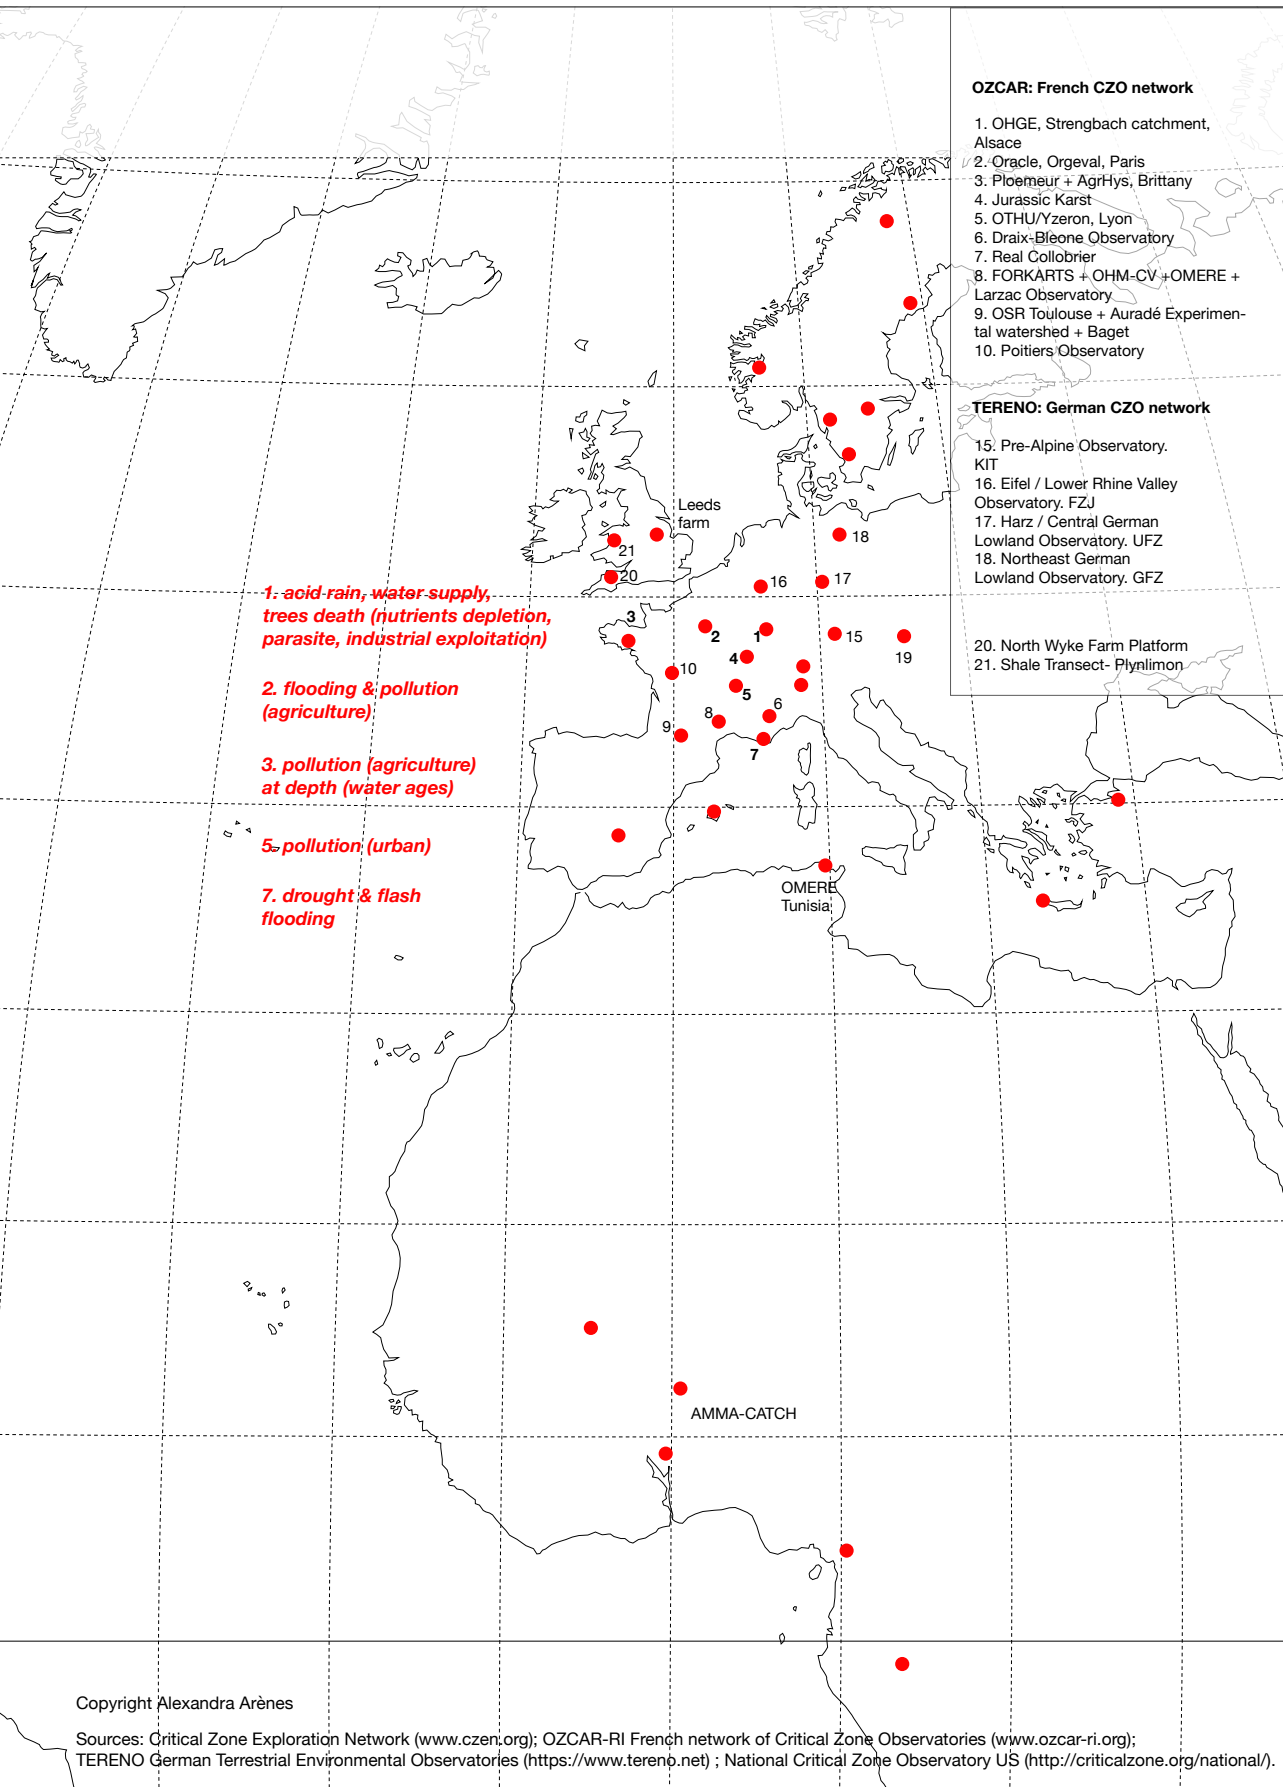 OZCAR: French CZO network
1. OHGE, Strengbach catchment,
Alsace
2. Oracle, Orgeval, Paris
3. Ploemeur + AgrHys, Brittany
4. Jurassic Karst
5. OTHU/Yzeron, Lyon
6. Draix-Bleone Observatory
7. Real Collobrier
8. FORKARTS + OHM-CV +OMERE +
Larzac Observatory
9. OSR Toulouse + Auradé Experimen-
tal watershed + Baget
10. Poitiers Observatory
TERENO: German CZO network
15. Pre-Alpine Observatory.
KIT
16. Eifel / Lower Rhine Valley
Observatory. FZJ
17. Harz / Central German
Lowland Observatory. UFZ
18. Northeast German
Lowland Observatory. GFZ
20. North Wyke Farm Platform
21. Shale Transect- Plynlimon
Leeds
farm
18
21
20
16
17
3
2
1
15
19
4
10
5
6
8
9
7
1. acid rain, water supply,
trees death (nutrients depletion,
parasite, industrial exploitation)
2. flooding & pollution
(agriculture)
3. pollution (agriculture)
at depth (water ages)
5. pollution (urban)
7. drought & flash
flooding
OMERE
Tunisia
AMMA-CATCH
Copyright Alexandra Arènes
Sources: Critical Zone Exploration Network (www.czen.org); OZCAR-RI French network of Critical Zone Observatories (www.ozcar-ri.org);
TERENO German Terrestrial Environmental Observatories (https://www.tereno.net) ; National Critical Zone Observatory US (http://criticalzone.org/national/).